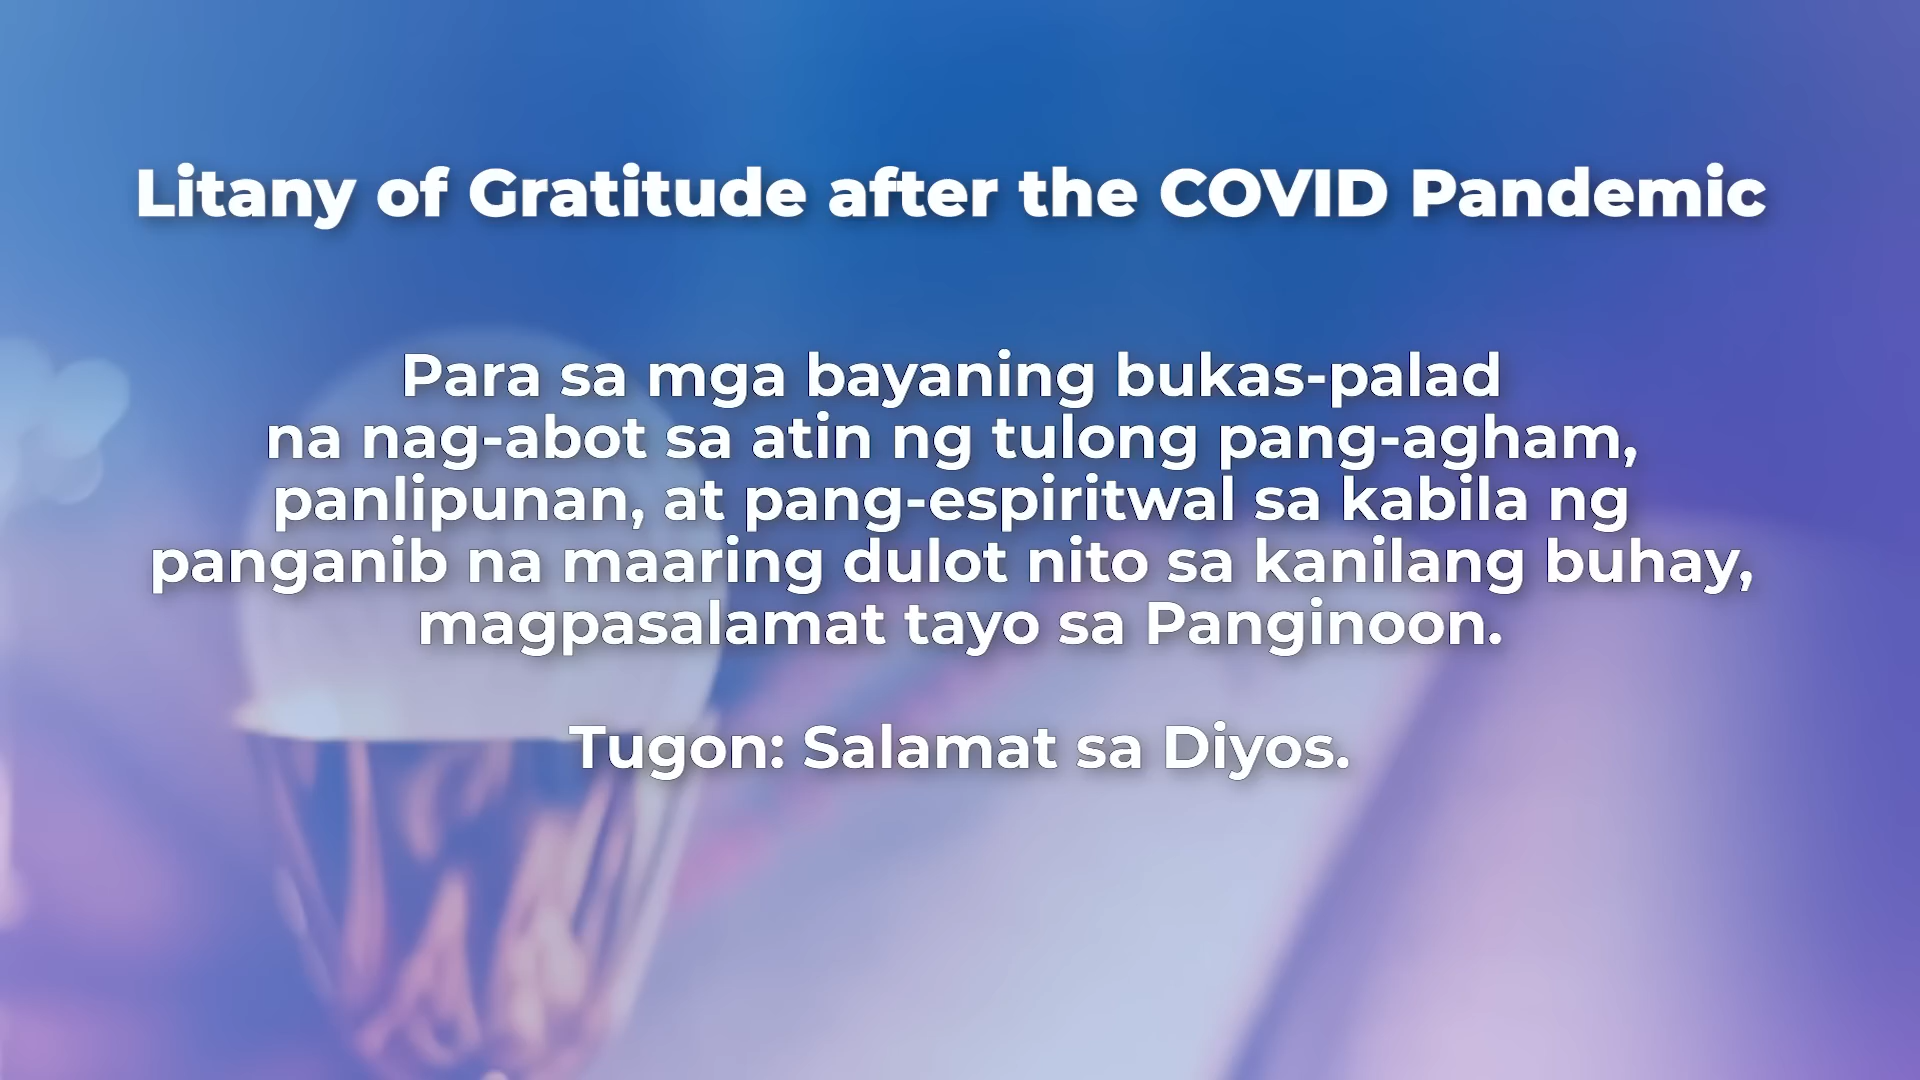 Litany of Gratitude after the COVID Pandemic
Para sa mga bayaning bukas-palad
na nag-abot sa atin ng tulong pang-agham,
panlipunan, at pang-espiritwal sa kabila ng
panganib na maaring dulot nito sa kanilang buhay,
magpasalamat tayo sa Panginoon.
Tugon: Salamat sa Diyos.